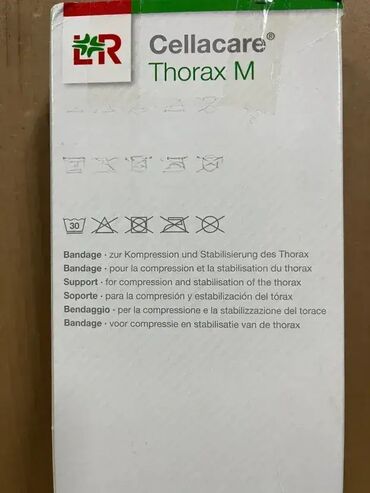 L+R
Cellacare®
Thorax M
30
Bandage · zur Kompression und Stabilisierung des Thorax
Bandage · pour la compression et la stabilisation du thorax
Support · for compression and stabilisation of the thorax
Soporte · para la compresión y estabilización del tórax
Bendaggio · per la compressione e la stabilizzazione del torace
Bandage · voor compressie en stabilisatie van de thorax